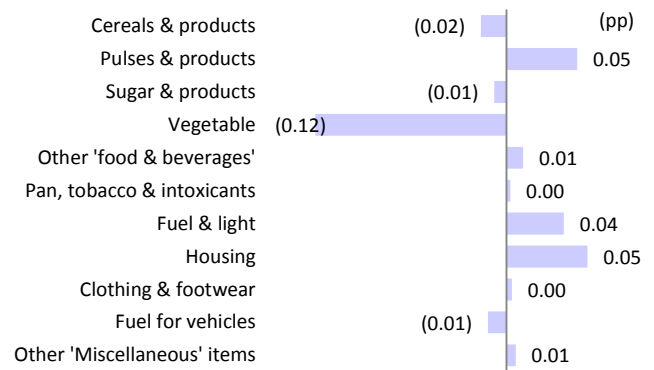 (pp)
Cereals & products (0.02)
Pulses & products 0.05
Sugar & products (0.01)
Vegetable (0.12)
Other 'food & beverages' 0.01
Pan, tobacco & intoxicants 0.00
Fuel & light 0.04
Housing 0.05
Clothing & footwear 0.00
Fuel for vehicles (0.01)
Other 'Miscellaneous' items 0.01